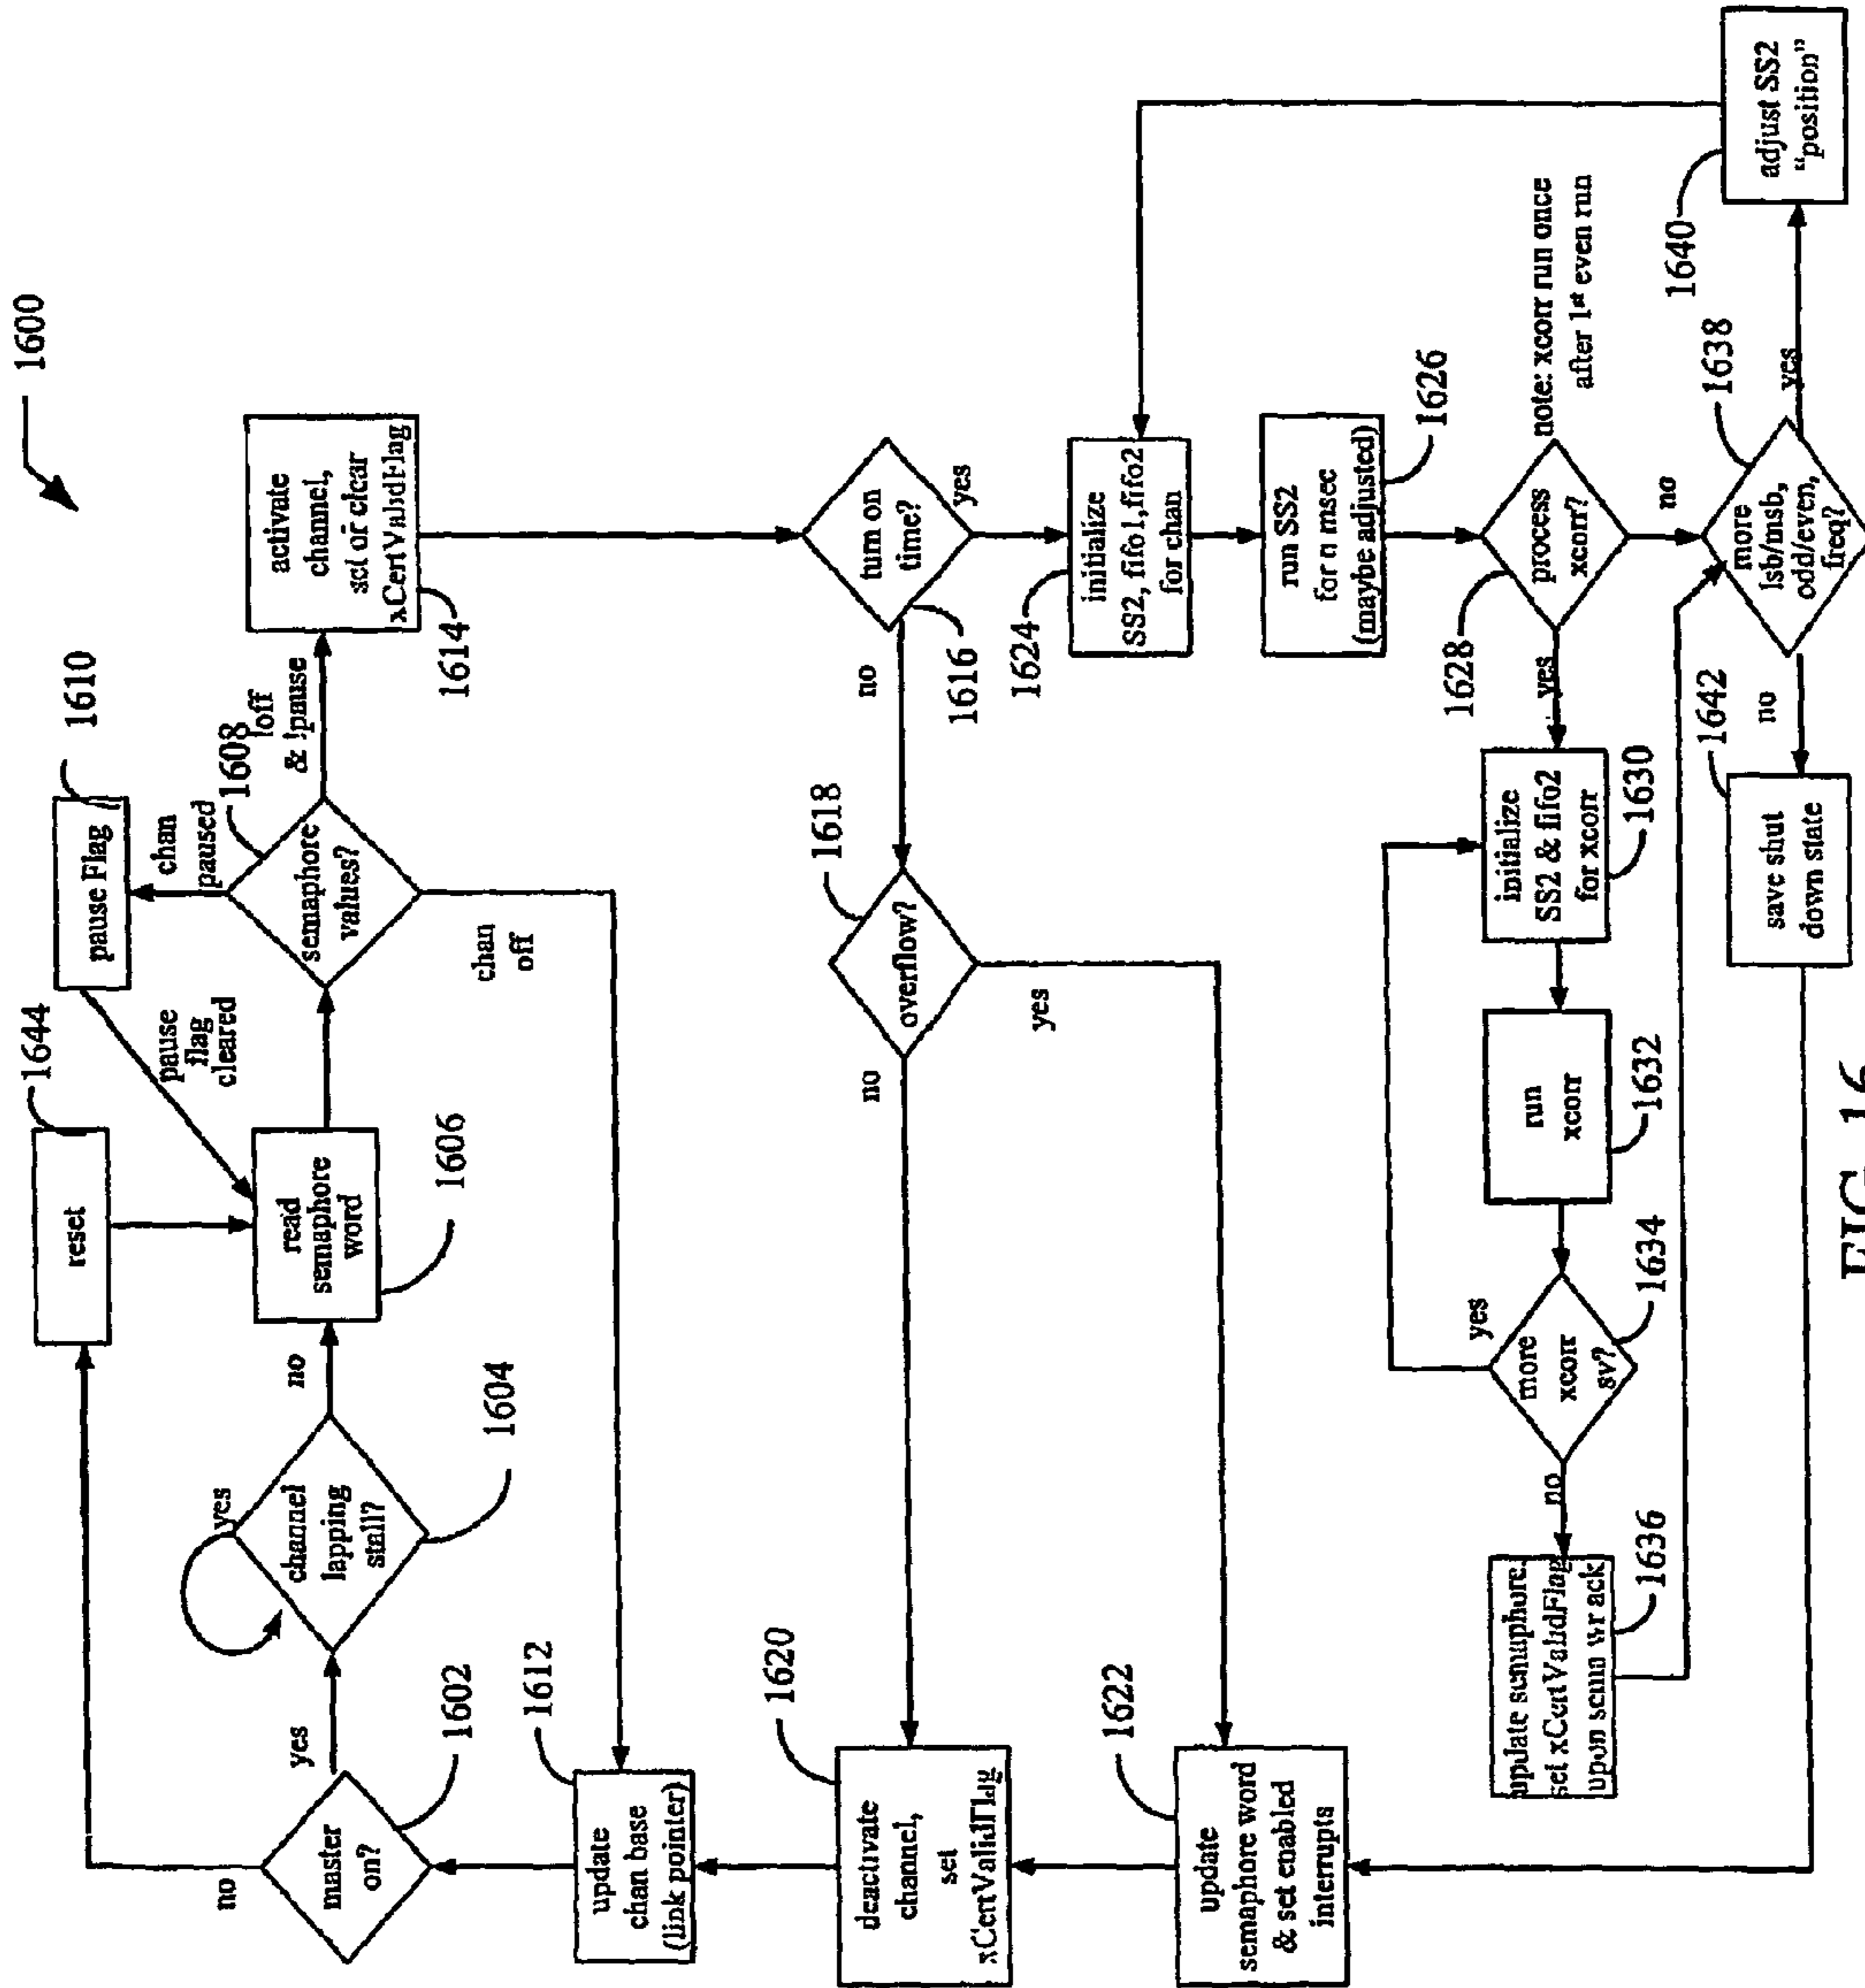 1600
reset
1644
pause Flag
1610
pause
flag
cleared
chan
paused
1608
!off
& !pause
master
on?
1602
no
yes
channel
lapping
stall?
1604
yes
no
read
semaphore
word
1606
semaphore
values?
chan
off
activate
channel,
set or clear
xCertValidFlag
1614
update
chan base
(link pointer)
1612
turn on
time?
1616
no
yes
overflow?
1618
no
yes
deactivate
channel,
set
xCertValidFlag
1620
update
semaphore word
& set enabled
interrupts
1622
initialize
SS2, fifo1,fifo2
for chan
1624
run SS2
for n msec
(maybe adjusted)
1626
process
xcorr?
1628
note: xcorr run once
after 1st even run
yes
no
initialize
SS2 & fifo2
for xcorr
1630
run
xcorr
1632
more
xcorr
sv?
1634
yes
no
update semaphore.
set xCertValidFlag
upon sema wr ack
1636
more
lsb/msb,
odd/even,
freq?
1638
yes
no
adjust SS2
"position"
1640
save shut
down state
1642
FIG. 16